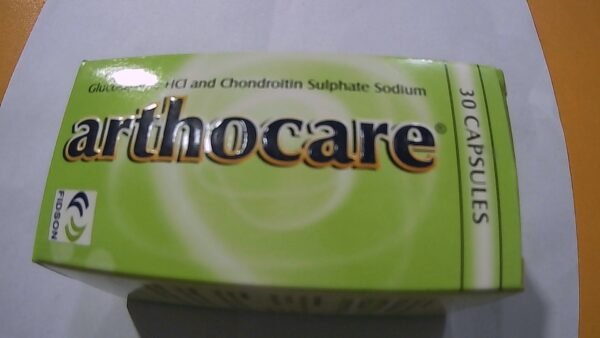 HCl and Chondroitin Sulphate Sodium
arthocare®
30 CAPSULES
FIDSON